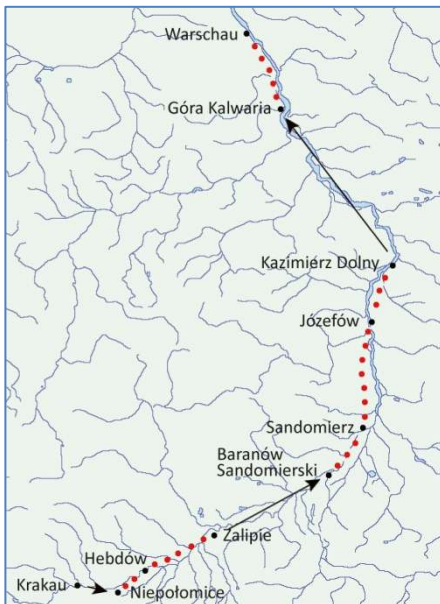 Warschau
Góra Kalwaria
Kazimierz Dolny
Józefów
Sandomierz
Baranów
Sandomierski
Zalipie
Hebdów
Krakau
Niepołomice